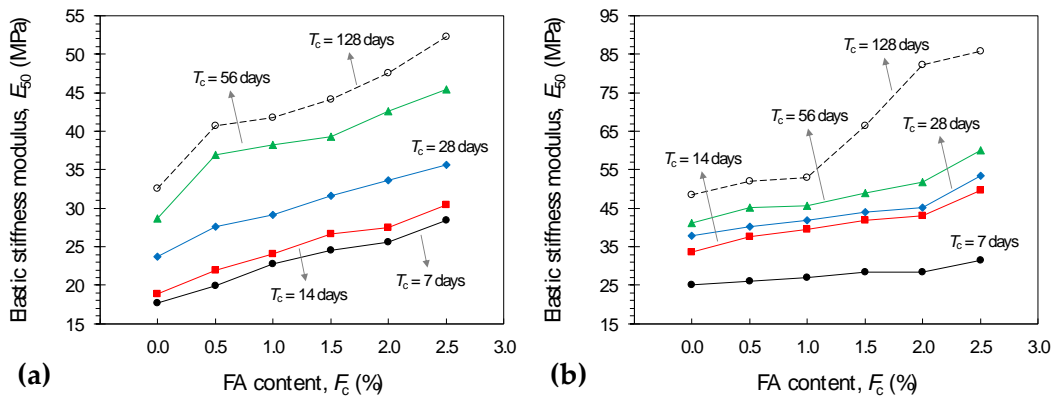 55
50
45
40
35
30
25
20
15
Elastic stiffness modulus, E50 (MPa)
Tc = 128 days
Tc = 56 days
Tc = 28 days
Tc = 14 days
Tc = 7 days
0.0 0.5 1.0 1.5 2.0 2.5 3.0
FA content, Fc (%)
(a)
95
85
75
65
55
45
35
25
15
Elastic stiffness modulus, E50 (MPa)
Tc = 128 days
Tc = 56 days
Tc = 28 days
Tc = 14 days
Tc = 7 days
0.0 0.5 1.0 1.5 2.0 2.5 3.0
FA content, Fc (%)
(b)